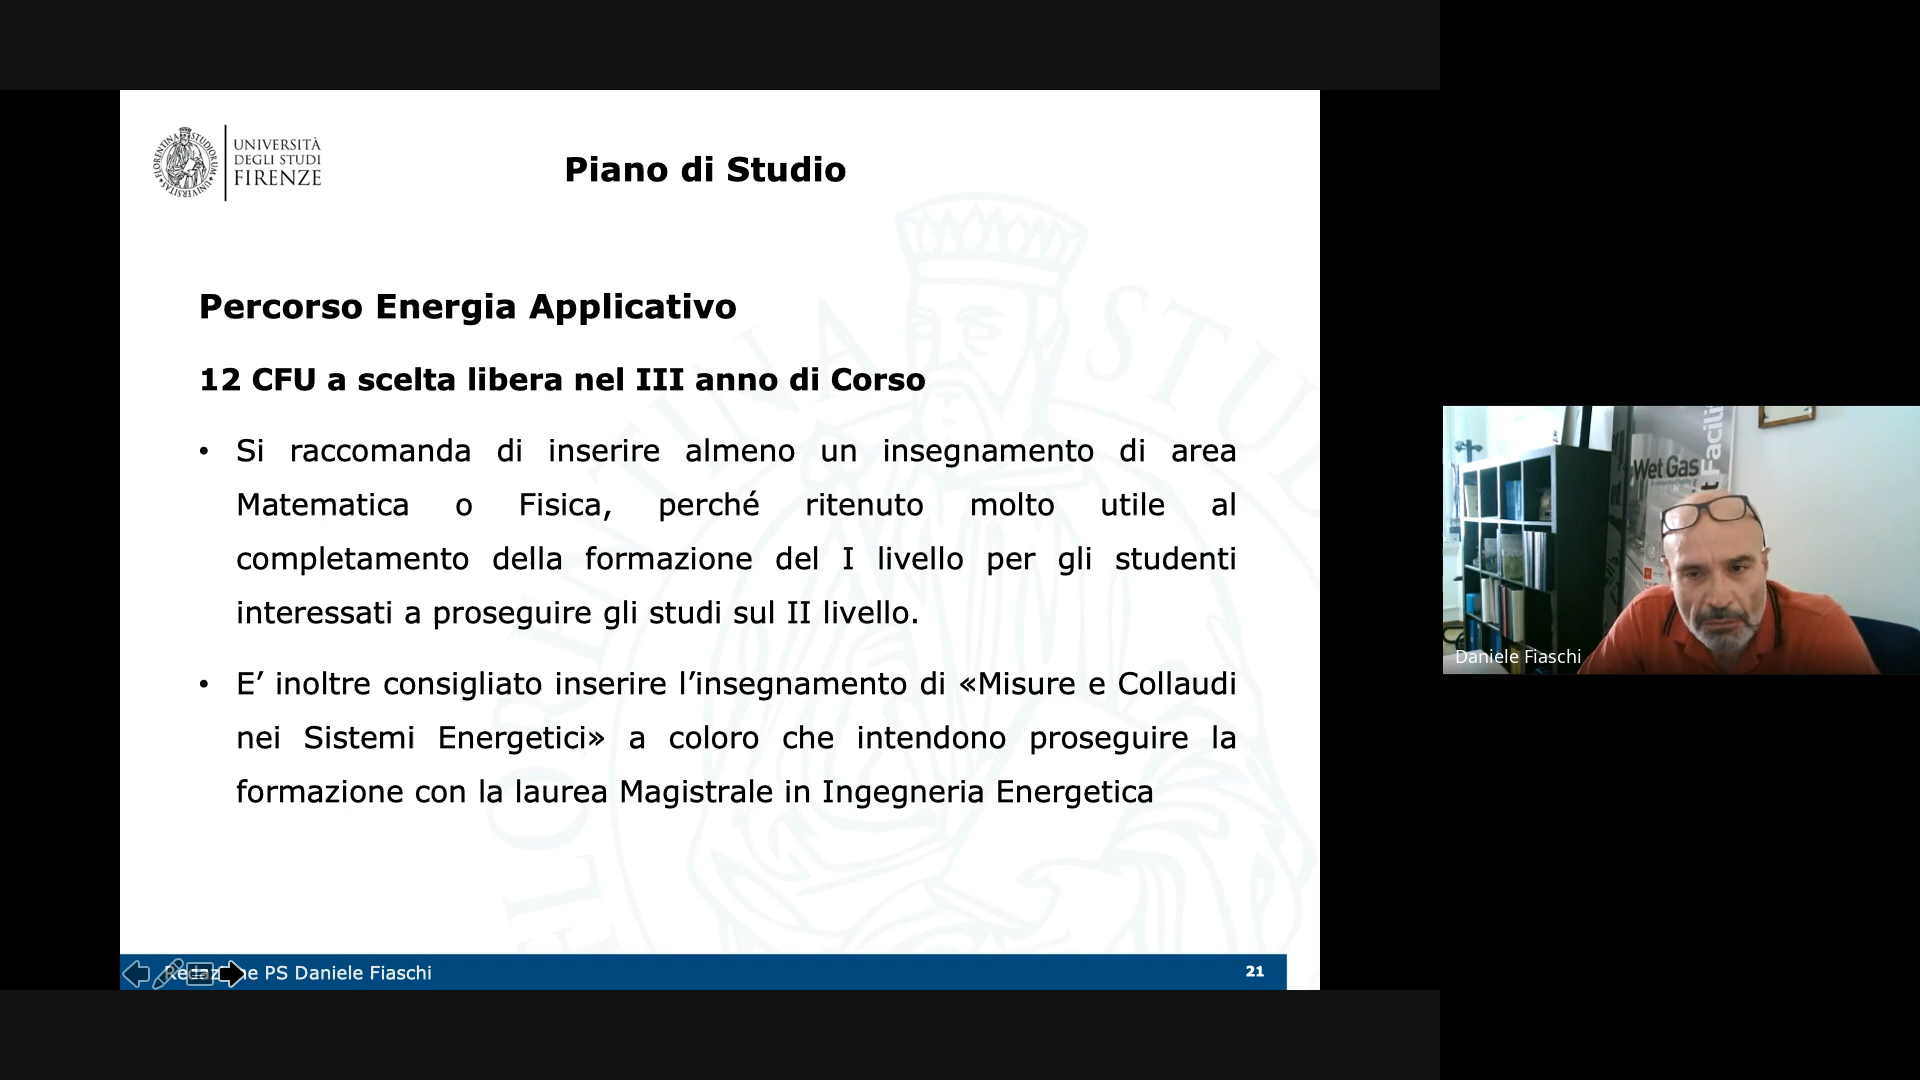 UNIVERSITÀ
DEGLI STUDI
FIRENZE
Piano di Studio
Percorso Energia Applicativo
12 CFU a scelta libera nel III anno di Corso
• Si raccomanda di inserire almeno un insegnamento di area
Matematica o Fisica, perché ritenuto molto utile al
completamento della formazione del I livello per gli studenti
interessati a proseguire gli studi sul II livello.
• E’ inoltre consigliato inserire l’insegnamento di «Misure e Collaudi
nei Sistemi Energetici» a coloro che intendono proseguire la
formazione con la laurea Magistrale in Ingegneria Energetica
Redazione PS Daniele Fiaschi
21
Wet Gas
Daniele Fiaschi